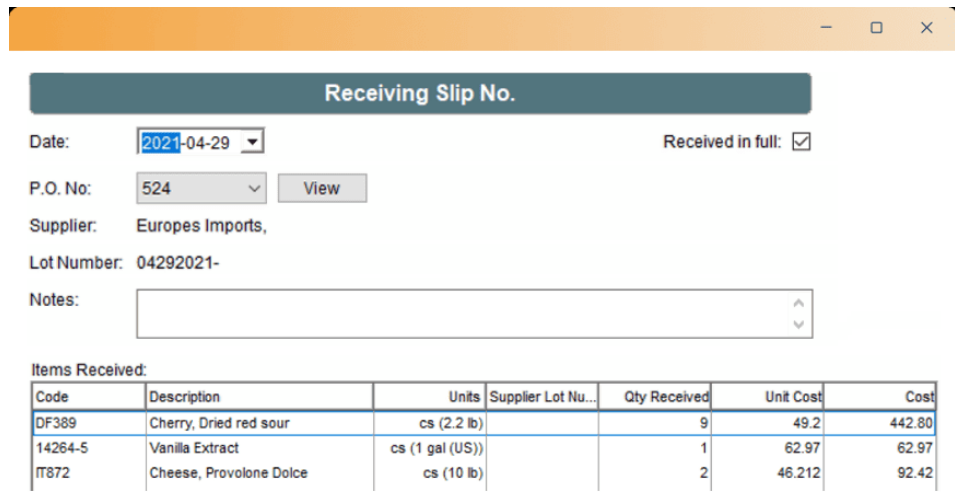 Receiving Slip No.
Date: 2021-04-29 Received in full:
P.O. No: 524 View
Supplier: Europes Imports,
Lot Number: 04292021-
Notes:
Items Received:
Code Description Units Supplier Lot Nu... Qty Received Unit Cost Cost
DF389 Cherry, Dried red sour cs (2.2 lb) 9 49.2 442.80
14264-5 Vanilla Extract cs (1 gal (US)) 1 62.97 62.97
IT872 Cheese, Provolone Dolce cs (10 lb) 2 46.212 92.42